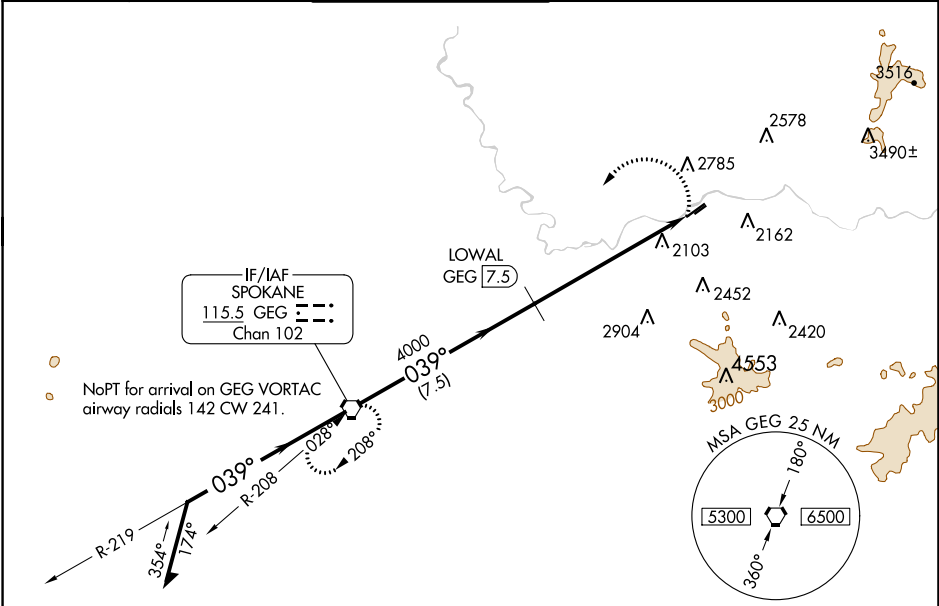 3516
2578
3490±
2785
2162
2103
LOWAL
GEG 7.5
2452
2904
2420
IF/IAF
SPOKANE
115.5 GEG
Chan 102
4000
039°
(7.5)
4553
3000
NoPT for arrival on GEG VORTAC
airway radials 142 CW 241.
028°
208°
039°
R-208
R-219
354°
174°
MSA GEG 25 NM
180°
5300
6500
360°